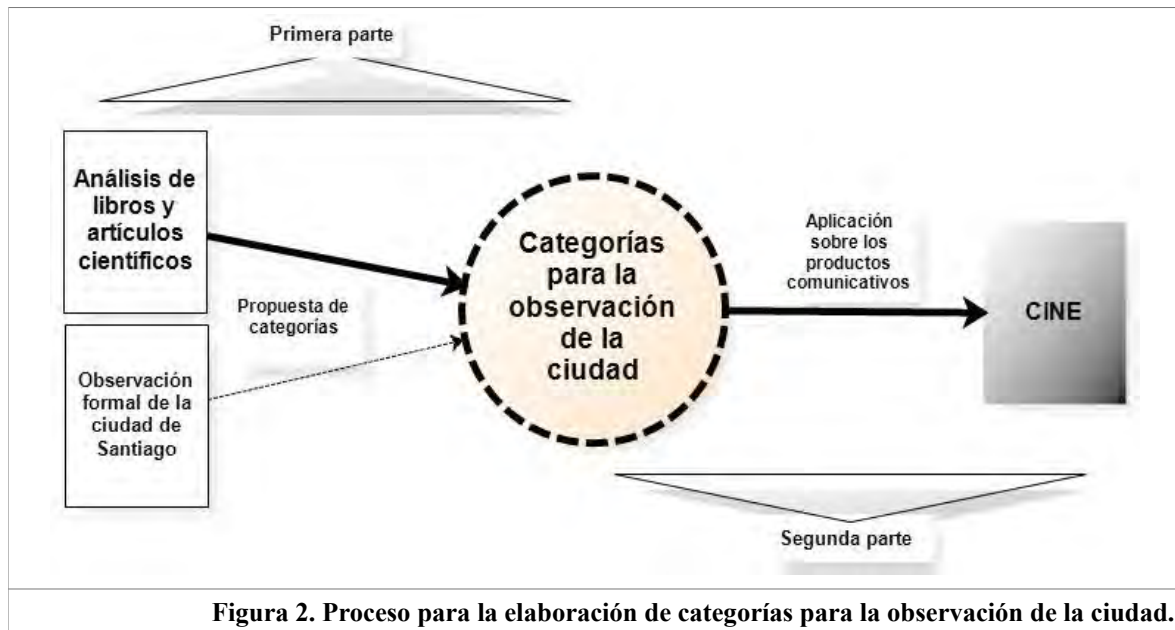 Primera parte
Análisis de
libros y
artículos
científicos
Propuesta de
categorías
Observación
formal de la
ciudad de
Santiago
Categorías
para la
observación
de la
ciudad
Aplicación
sobre los
productos
comunicativos
CINE
Segunda parte
Figura 2. Proceso para la elaboración de categorías para la observación de la ciudad.